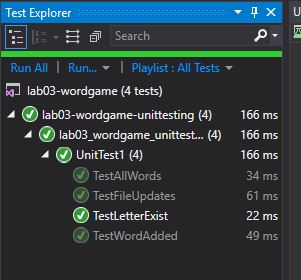 Test Explorer
Search
Run All | Run... | Playlist : All Tests
lab03-wordgame (4 tests)
lab03-wordgame-unittesting (4) 166 ms
lab03_wordgame_unittest... (4) 166 ms
UnitTest1 (4) 166 ms
TestAllWords 34 ms
TestFileUpdates 61 ms
TestLetterExist 22 ms
TestWordAdded 49 ms